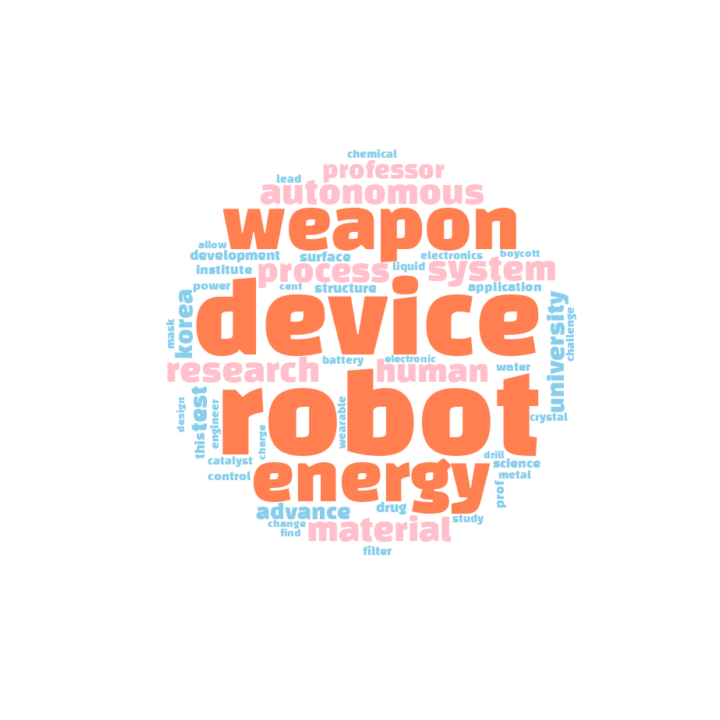 chemical
professor
lead
autonomous
weapon
allow
development
surface
electronics
boycott
institute
process
liquid
system
power
cent
structure
application
korea
device
university
challenge
mask
battery
electronic
research
human
water
design
test
this
engineer
robot
wearable
charge
crystal
catalyst
drill
science
control
energy
metal
prof
advance
drug
study
change
find
material
filter